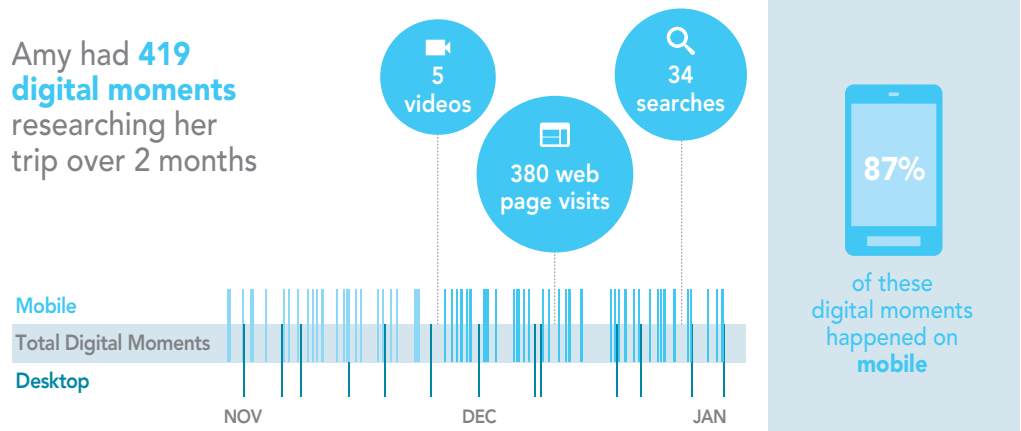 Amy had 419
digital moments
researching her
trip over 2 months
5
videos
380 web
page visits
34
searches
87%
of these
digital moments
happened on
mobile
Mobile
Total Digital Moments
Desktop
NOV DEC JAN